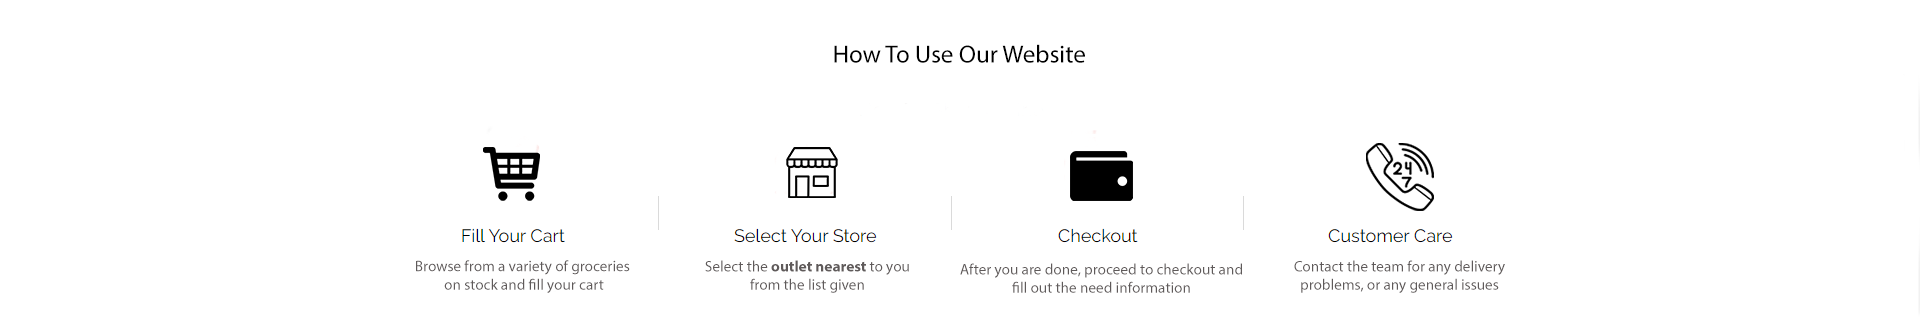 How To Use Our Website
24
7
Fill Your Cart
Browse from a variety of groceries
on stock and fill your cart
Select Your Store
Select the outlet nearest to you
from the list given
Checkout
After you are done, proceed to checkout and
fill out the need information
Customer Care
Contact the team for any delivery
problems, or any general issues